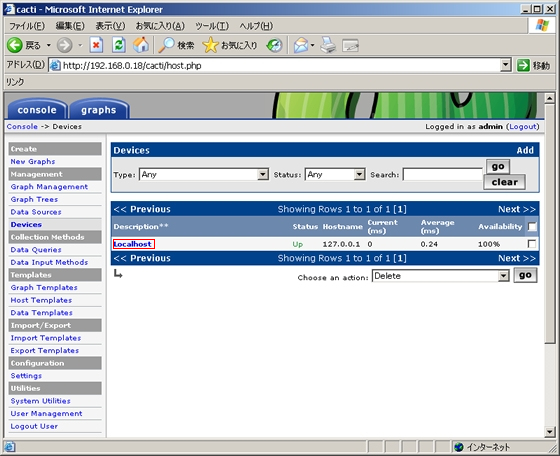 cacti - Microsoft Internet Explorer
ファイル(F) 編集(E) 表示(V) お気に入り(A) ツール(T) ヘルプ(H)
戻る 検索 お気に入り
アドレス(D) http://192.168.0.18/cacti/host.php 移動
リンク
console graphs
Console -> Devices Logged in as admin (Logout)
Create
New Graphs
Management
Graph Management
Graph Trees
Data Sources
Devices
Collection Methods
Data Queries
Data Input Methods
Templates
Graph Templates
Host Templates
Data Templates
Import/Export
Import Templates
Export Templates
Configuration
Settings
Utilities
System Utilities
User Management
Logout User
Devices Add
Type: Any Status: Any Search: go
clear
<< Previous Showing Rows 1 to 1 of 1 [1] Next >>
Description** Status Hostname Current (ms) Average (ms) Availability
Localhost Up 127.0.0.1 0 0.24 100%
<< Previous Showing Rows 1 to 1 of 1 [1] Next >>
Choose an action: Delete go
インターネット